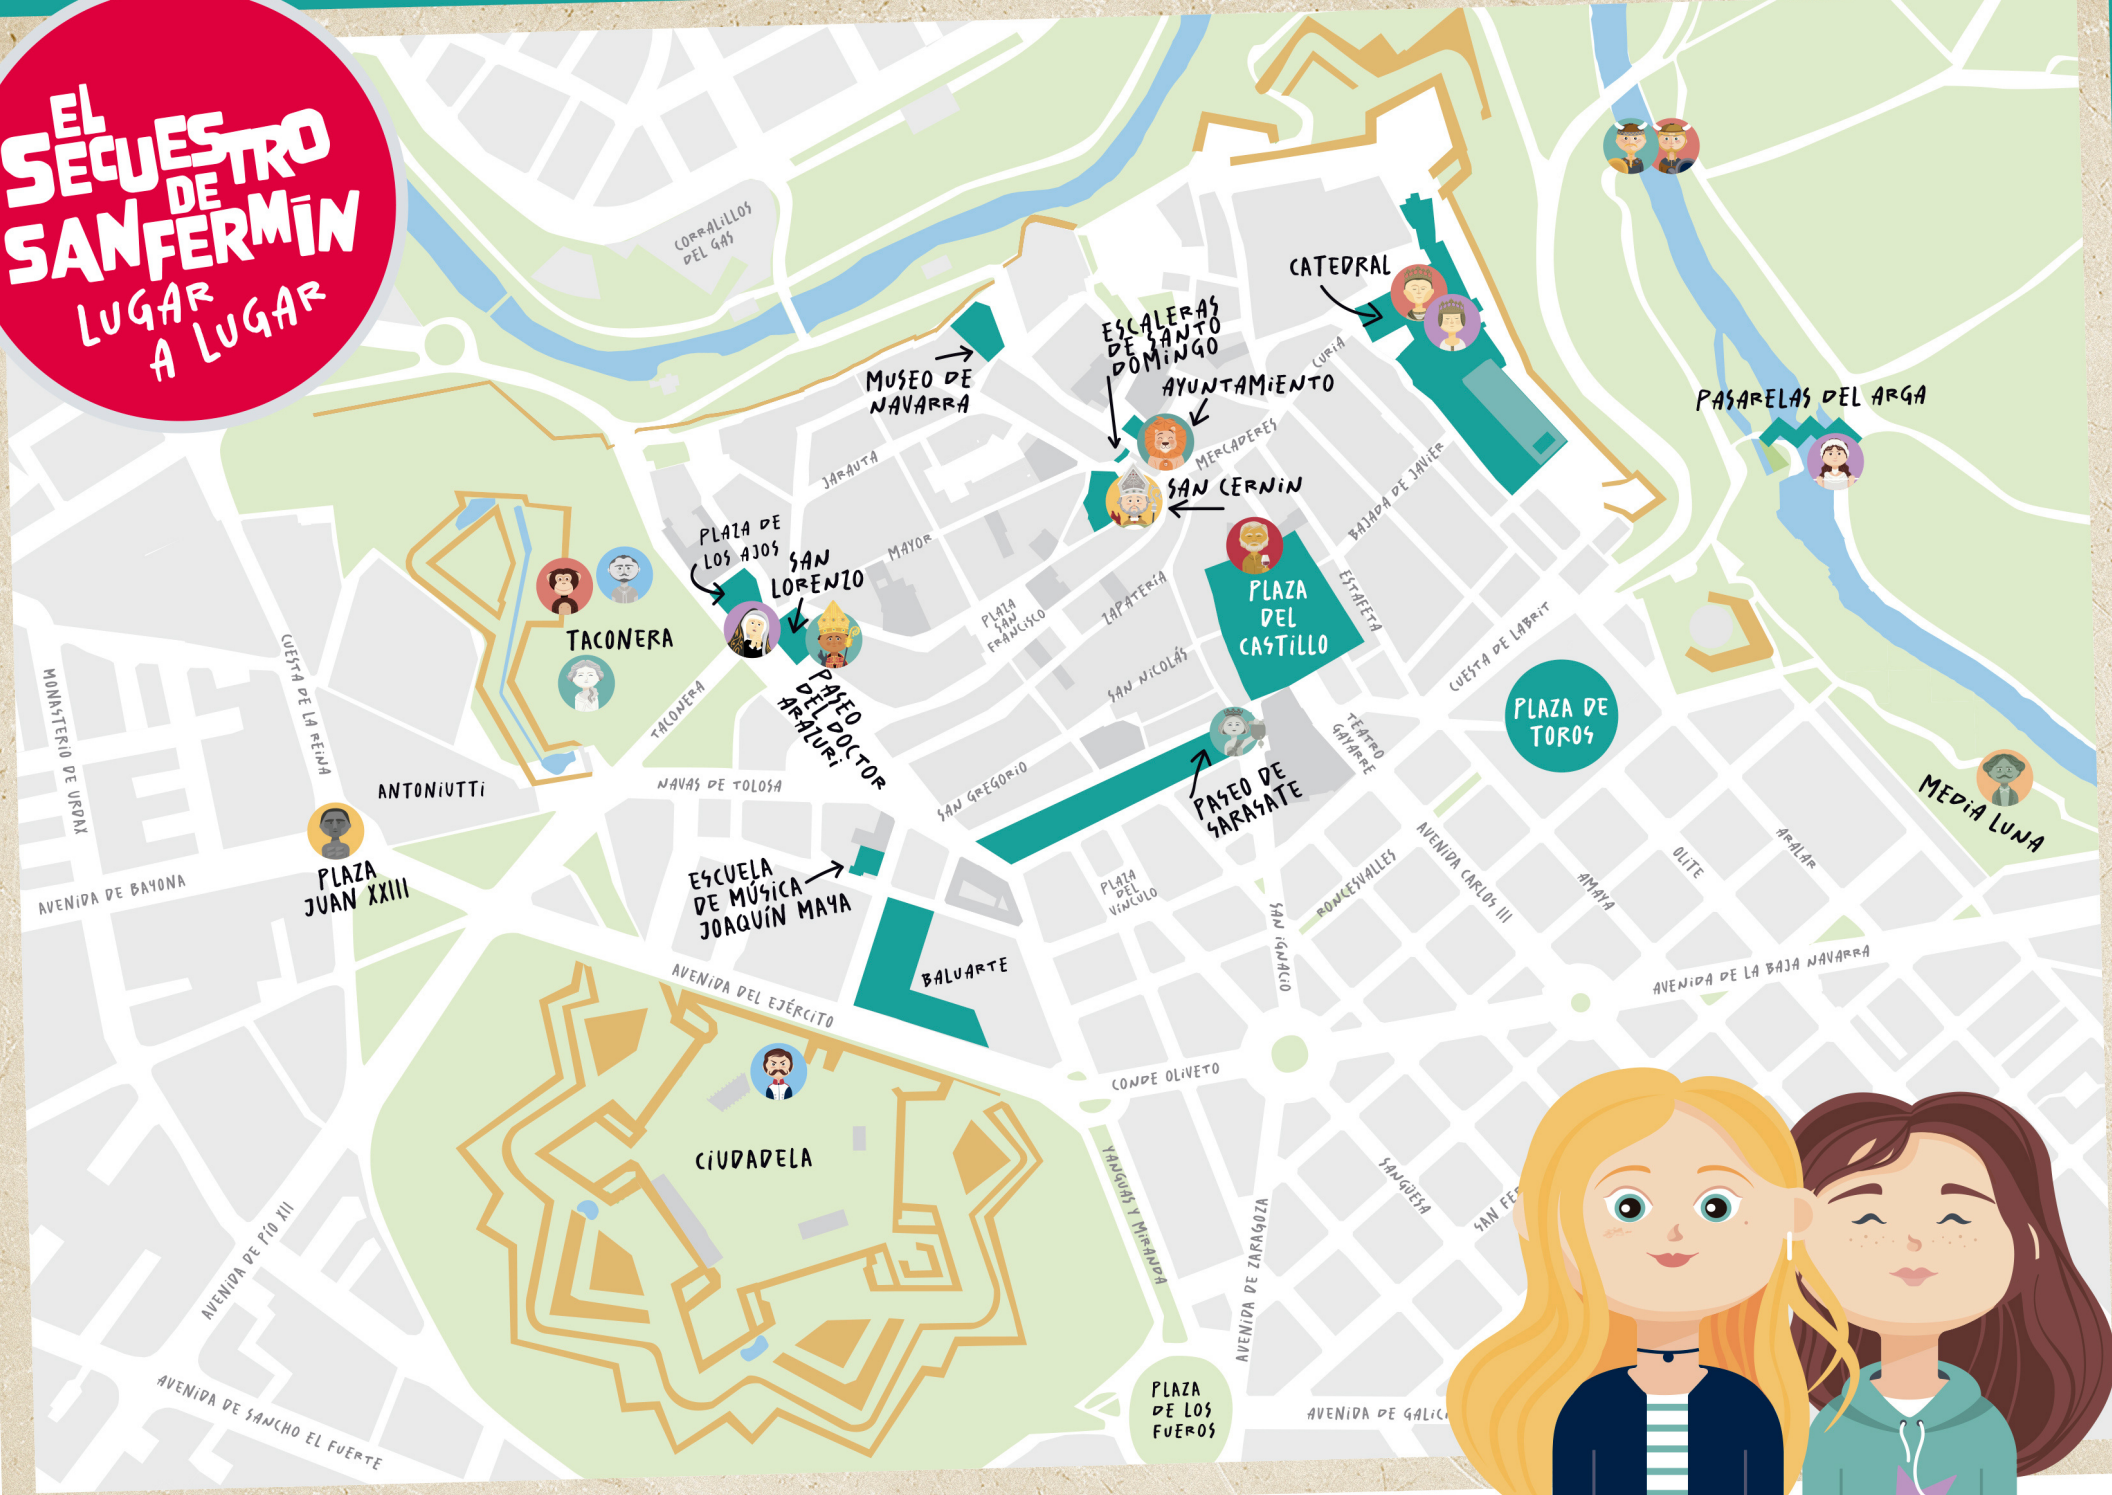 EL
SECUESTRO
DE
SANFERMÍN
LUGAR
A LUGAR
CORRALILLOS
DEL GAS
CATEDRAL
ESCALERAS
DE SANTO
DOMINGO
CURIA
MUSEO DE
NAVARRA
AYUNTAMIENTO
PASARELAS DEL ARGA
MERCADERES
JARAUTA
BAJADA DE JAVIER
SAN CERNIN
PLAZA DE
LOS AJOS
SAN
LORENZO
MAYOR
PLAZA
SAN
FRANCISCO
ZAPATERÍA
PLAZA
DEL
CASTILLO
ESTAFETA
TACONERA
CUESTA DE LABRIT
SAN NICOLÁS
CUESTA DE LA REINA
MONASTERIO DE URDAX
TACONERA
PASEO
DEL DOCTOR
ARAZURI
TEATRO
GAYARRE
PLAZA DE
TOROS
ANTONIUTTI
NAVAS DE TOLOSA
SAN GREGORIO
PASEO DE
SARASATE
MEDIA LUNA
AVENIDA CARLOS III
ARALAR
OLITE
AMAYA
PLAZA
JUAN XXIII
AVENIDA DE BAYONA
ESCUELA
DE MÚSICA
JOAQUÍN MAYA
PLAZA
DEL
VÍNCULO
RONCESVALLES
SAN IGNACIO
BALUARTE
AVENIDA DEL EJÉRCITO
AVENIDA DE LA BAJA NAVARRA
CONDE OLIVETO
CIUDADELA
YANGUAS Y MIRANDA
SANGÜESA
SAN FE
AVENIDA DE PÍO XII
AVENIDA DE ZARAGOZA
AVENIDA DE SANCHO EL FUERTE
PLAZA
DE LOS
FUEROS
AVENIDA DE GALICI